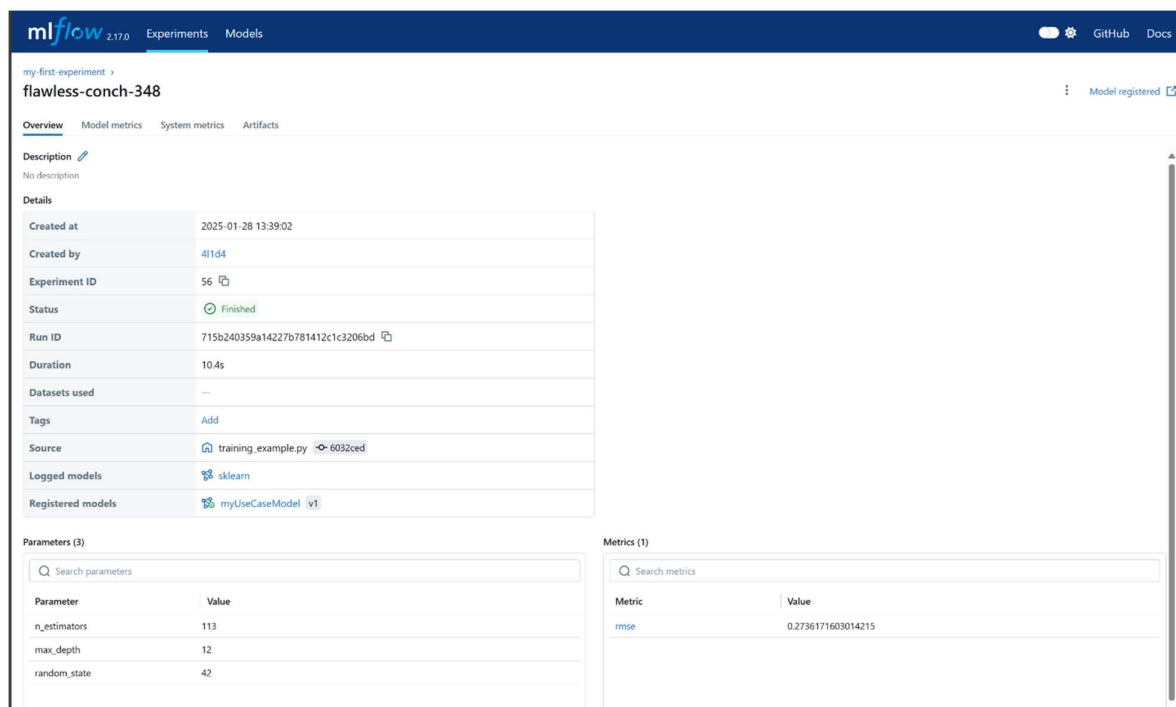 mlflow 2.17.0 Experiments Models GitHub Docs
my-first-experiment >
flawless-conch-348
Model registered
Overview Model metrics System metrics Artifacts
Description
No description
Details
Created at 2025-01-28 13:39:02
Created by 4l1d4
Experiment ID 56
Status Finished
Run ID 715b240359a14227b781412c1c3206bd
Duration 10.4s
Datasets used —
Tags Add
Source training_example.py 6032ced
Logged models sklearn
Registered models myUseCaseModel v1
Parameters (3)
Search parameters
Parameter Value
n_estimators 113
max_depth 12
random_state 42
Metrics (1)
Search metrics
Metric Value
rmse 0.2736171603014215